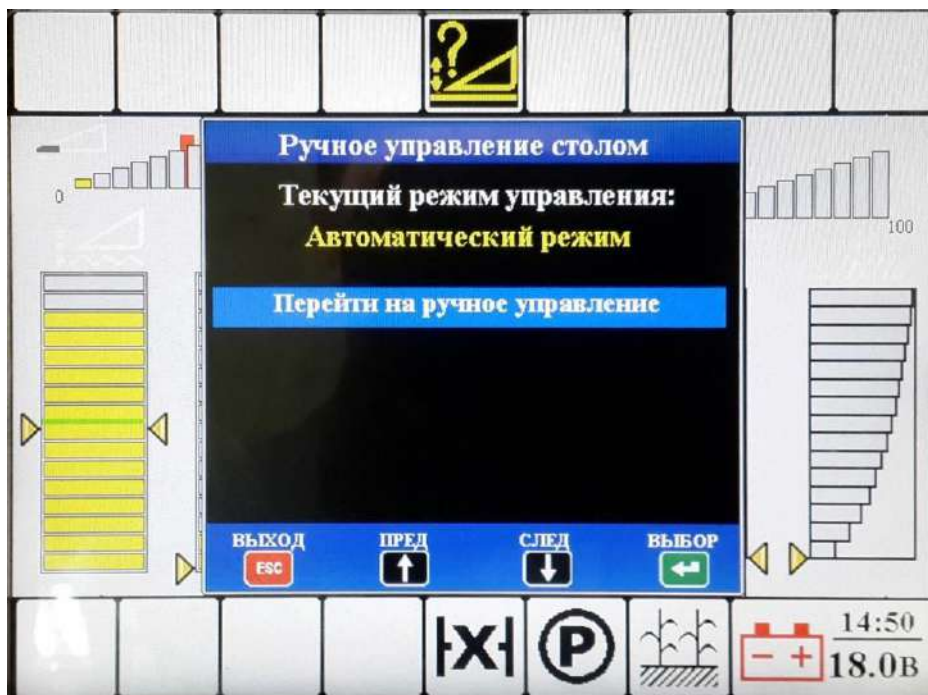 ?
0
100
Ручное управление столом
Текущий режим управления:
Автоматический режим
Перейти на ручное управление
ВЫХОД ПРЕД СЛЕД ВЫБОР
ESC
P
14:50
18.0В